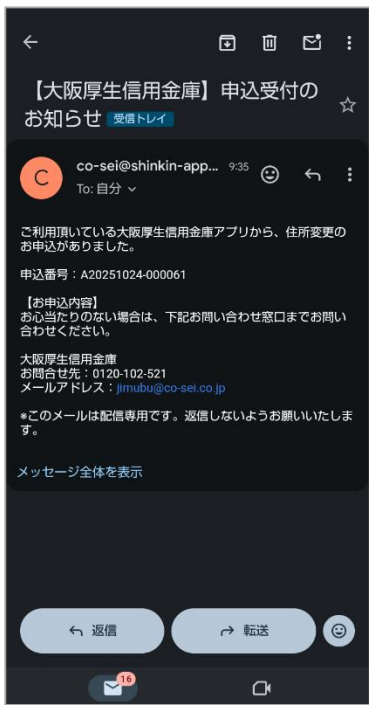 【大阪厚生信用金庫】申込受付の
お知らせ 受信トレイ
C
co-sei@shinkin-app... 9:35
To: 自分
ご利用頂いている大阪厚生信用金庫アプリから、住所変更の
お申込がありました。
申込番号：A20251024-000061
【お申込内容】
お心当たりのない場合は、下記お問い合わせ窓口までお問い
合わせください。
大阪厚生信用金庫
お問合せ先：0120-102-521
メールアドレス：jimubu@co-sei.co.jp
*このメールは配信専用です。返信しないようお願いいたしま
す。
メッセージ全体を表示
返信
転送
16